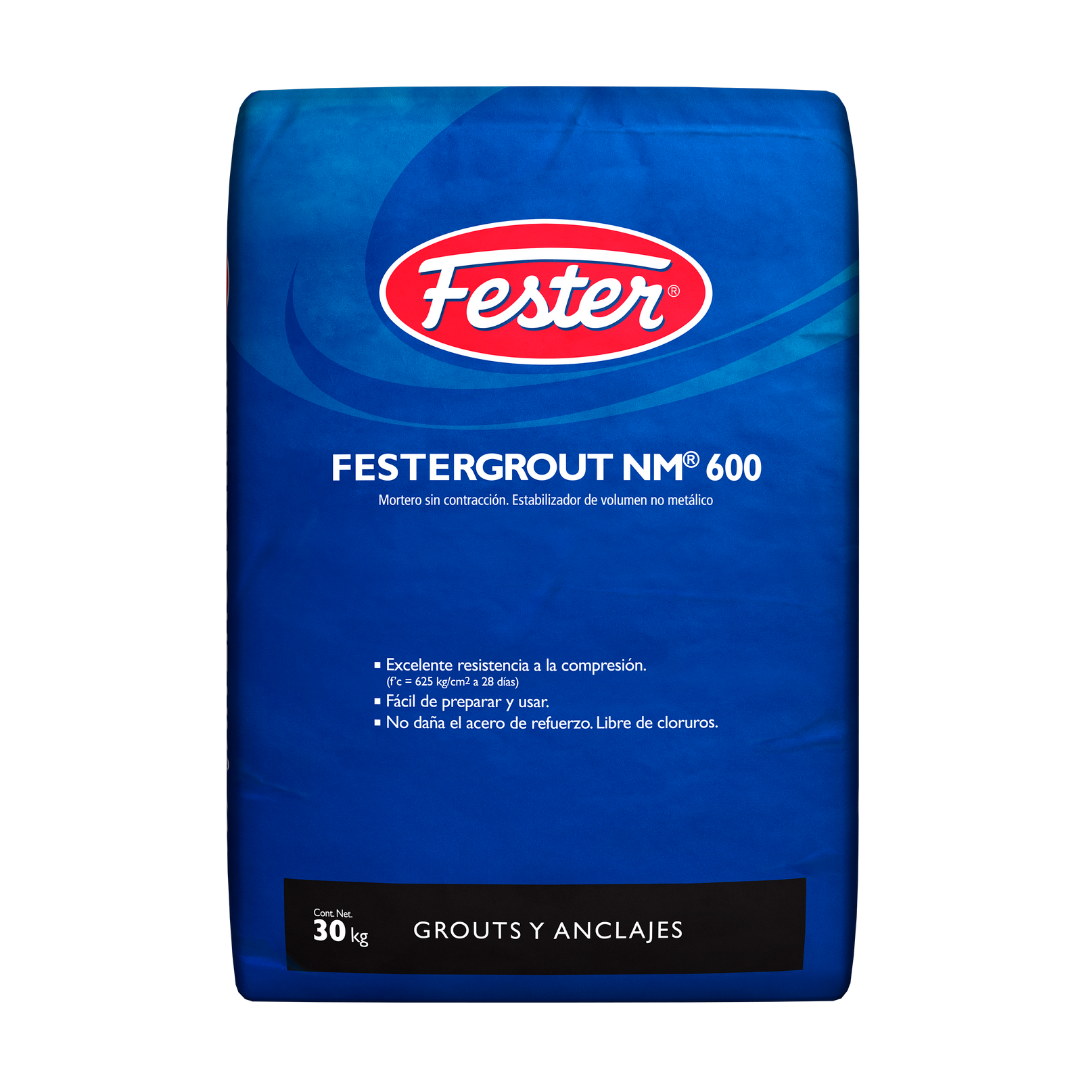 Fester®
FESTERGROUT NM® 600
Mortero sin contracción. Estabilizador de volumen no metálico
▪ Excelente resistencia a la compresión.
(f'c = 625 kg/cm2 a 28 días)
▪ Fácil de preparar y usar.
▪ No daña el acero de refuerzo. Libre de cloruros.
Cont. Net.
30 kg
GROUTS Y ANCLAJES